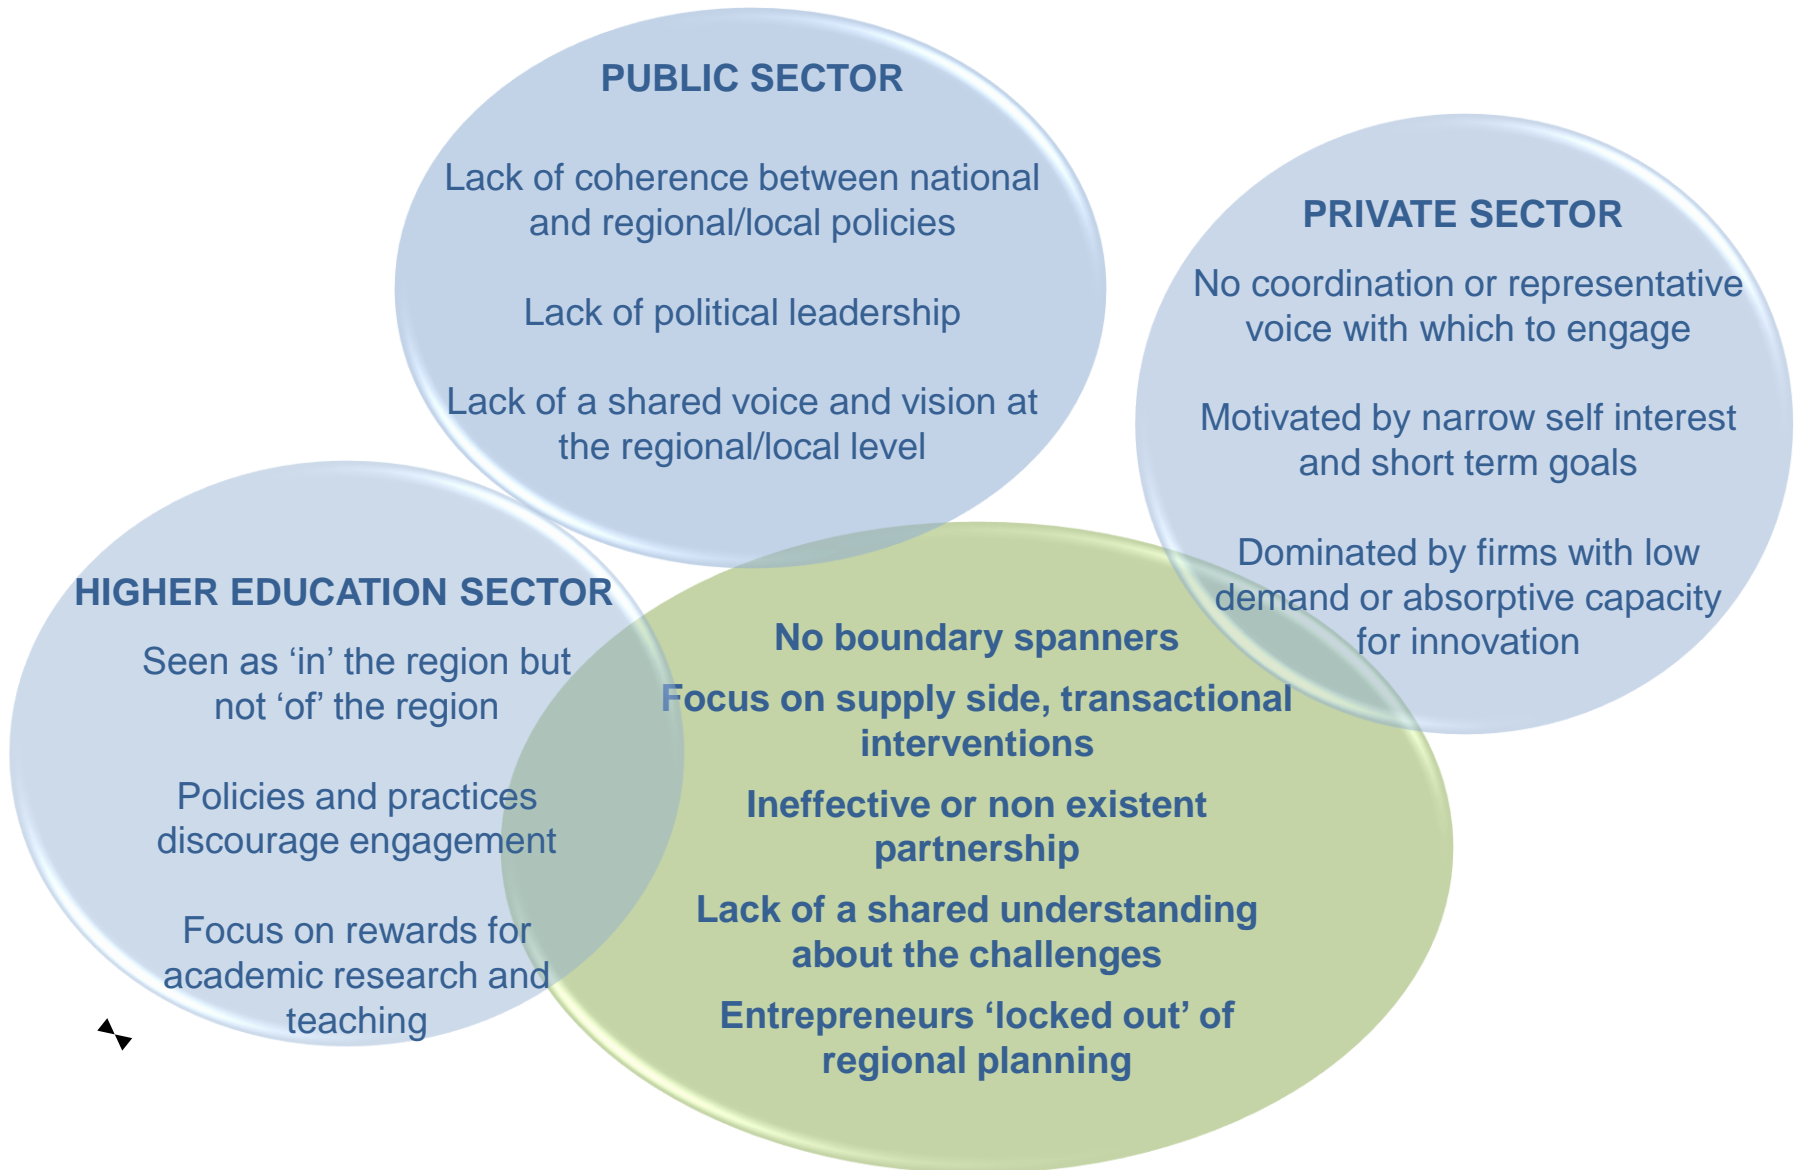 PUBLIC SECTOR
Lack of coherence between national
and regional/local policies
Lack of political leadership
Lack of a shared voice and vision at
the regional/local level
PRIVATE SECTOR
No coordination or representative
voice with which to engage
Motivated by narrow self interest
and short term goals
Dominated by firms with low
demand or absorptive capacity
for innovation
HIGHER EDUCATION SECTOR
Seen as ‘in’ the region but
not ‘of’ the region
Policies and practices
discourage engagement
Focus on rewards for
academic research and
teaching
No boundary spanners
Focus on supply side, transactional
interventions
Ineffective or non existent
partnership
Lack of a shared understanding
about the challenges
Entrepreneurs ‘locked out’ of
regional planning